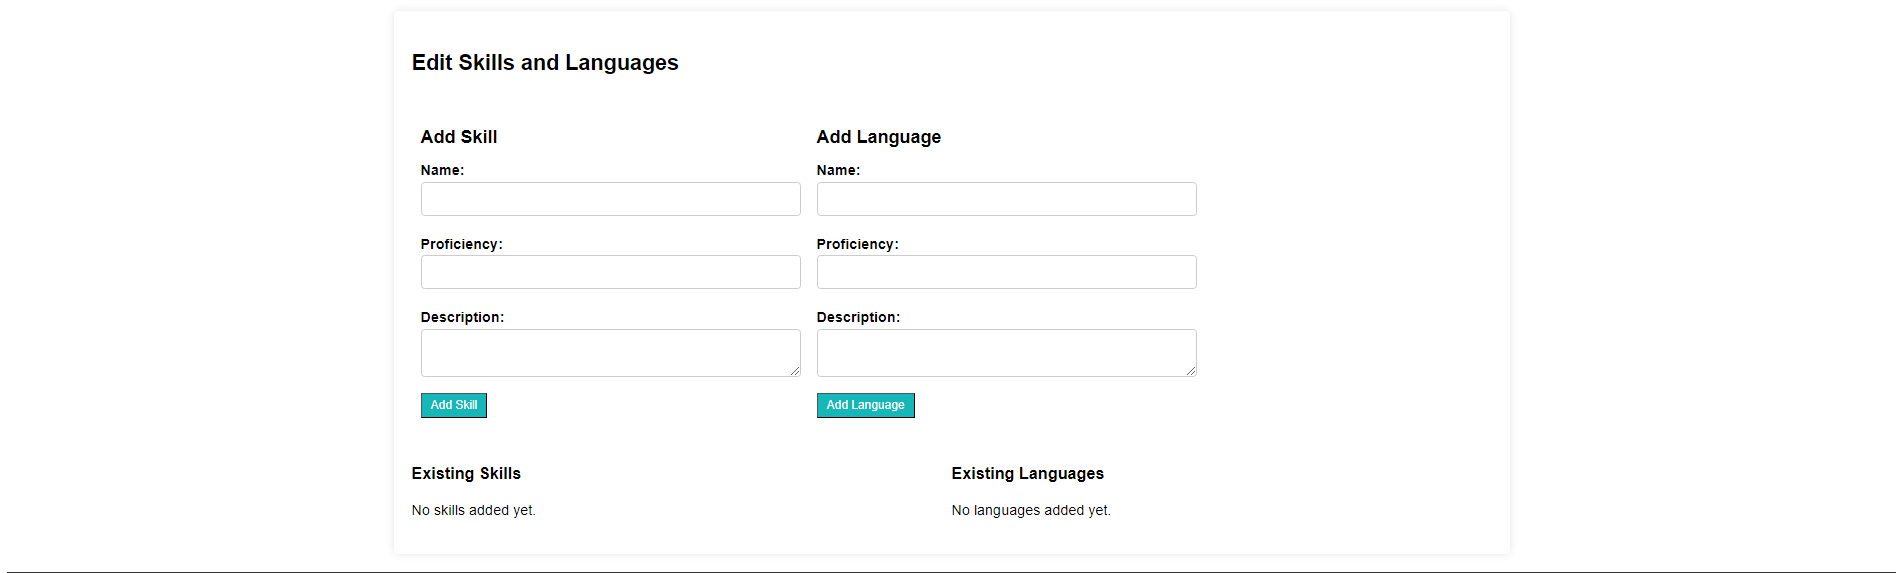 Edit Skills and Languages
Add Skill
Name:
Proficiency:
Description:
Add Skill
Add Language
Name:
Proficiency:
Description:
Add Language
Existing Skills
No skills added yet.
Existing Languages
No languages added yet.